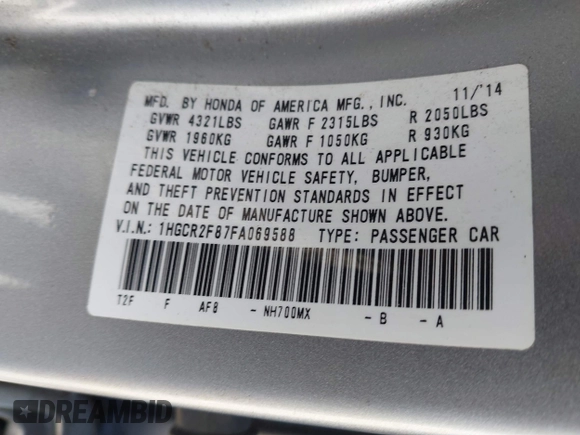 MFD. BY HONDA OF AMERICA MFG., INC. 11/'14
GVWR 4321LBS GAWR F 2315LBS R 2050LBS
GVWR 1960KG GAWR F 1050KG R 930KG
THIS VEHICLE CONFORMS TO ALL APPLICABLE
FEDERAL MOTOR VEHICLE SAFETY, BUMPER,
AND THEFT PREVENTION STANDARDS IN EFFECT
ON THE DATE OF MANUFACTURE SHOWN ABOVE.
V.I.N.: 1HGCR2F87FA069588 TYPE: PASSENGER CAR
T2F F AF8 - NH700MX - B - A
DREAMBID